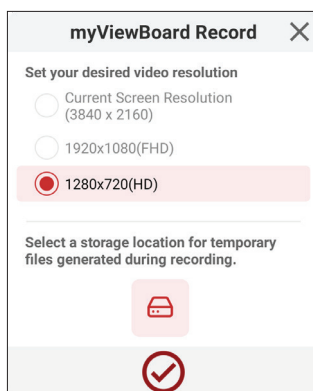 myViewBoard Record
Set your desired video resolution
Current Screen Resolution
(3840 x 2160)
1920x1080(FHD)
1280x720(HD)
Select a storage location for temporary
files generated during recording.